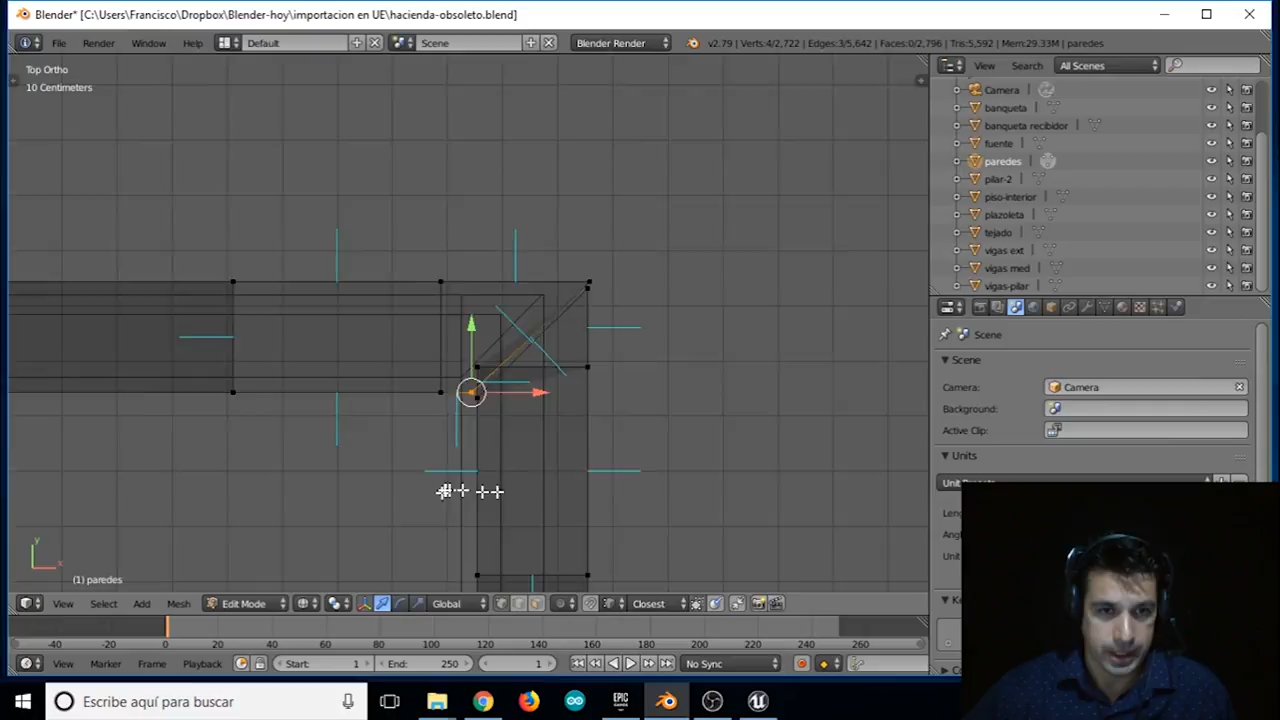 Blender* [C:\Users\Francisco\Dropbox\Blender-hoy\importacion en UE\hacienda-obsoleto.blend]
File Render Window Help Default Scene Blender Render v2.79 | Verts:4/2,722 | Edges:3/5,642 | Faces:0/2,796 | Tris:5,592 | Mem:29.33M | paredes
Top Ortho
10 Centimeters
View Search All Scenes
Camera
banqueta
banqueta recibidor
fuente
paredes
pilar-2
piso-interior
plazoleta
tejado
vigas ext
vigas med
vigas-pilar
Scene
Scene
Camera: Camera
Background:
Active Clip:
Units
y
x
(1) paredes
View Select Add Mesh Edit Mode Global Closest
-40 -20 0 20 40 60 80 100 120 140 160 180 200 220 240 260
View Marker Frame Playback Start: 1 End: 250 1 No Sync
Escribe aquí para buscar
EPIC
GAMES